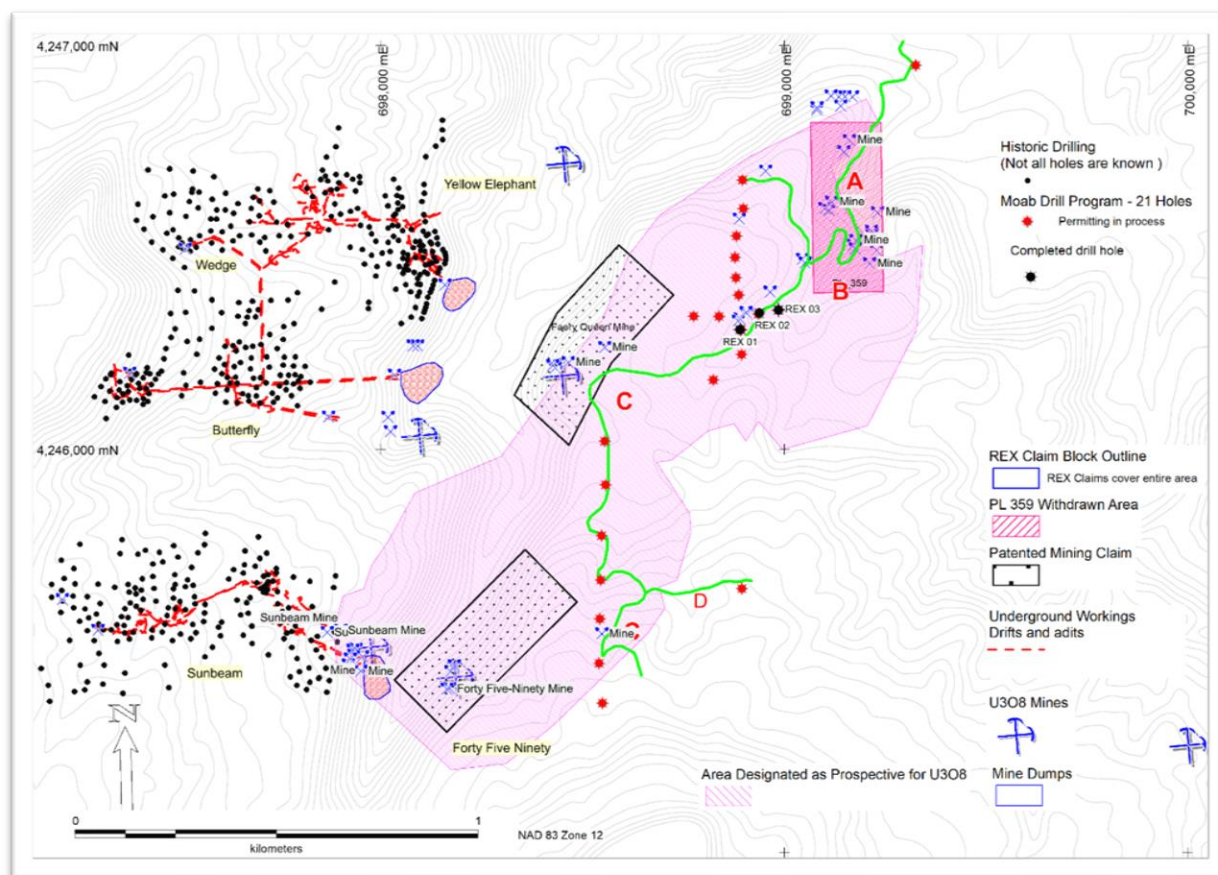 4,247,000 mN
698,000 mE
699,000 mE
700,000 mE
Historic Drilling
(Not all holes are known )
Moab Drill Program - 21 Holes
Permitting in process
Completed drill hole
Mine
Yellow Elephant
A
Mine
Mine
Wedge
Mine
Mine
B
PL 359
REX 03
REX 02
REX 01
Mine
Mine
C
Butterfly
4,246,000 mN
REX Claim Block Outline
REX Claims cover entire area
PL 359 Withdrawn Area
Patented Mining Claim
D
Underground Workings
Drifts and adits
Sunbeam Mine
Su
Sunbeam Mine
Mine
Mine
Mine
Sunbeam
Forty Five-Ninety Mine
U3O8 Mines
N
Forty Five Ninety
Area Designated as Prospective for U3O8
Mine Dumps
0
1
kilometers
NAD 83 Zone 12